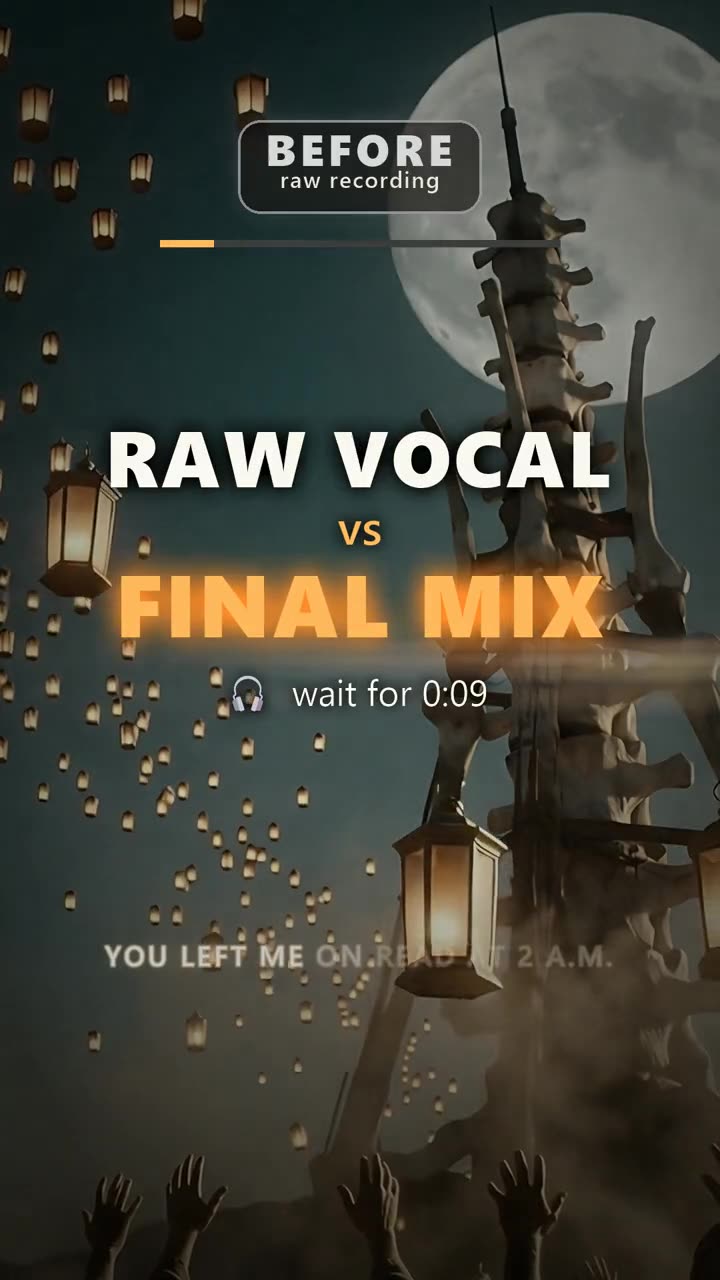 BEFORE
raw recording
RAW VOCAL
VS
FINAL MIX
wait for 0:09
YOU LEFT ME ON READ AT 2 A.M.